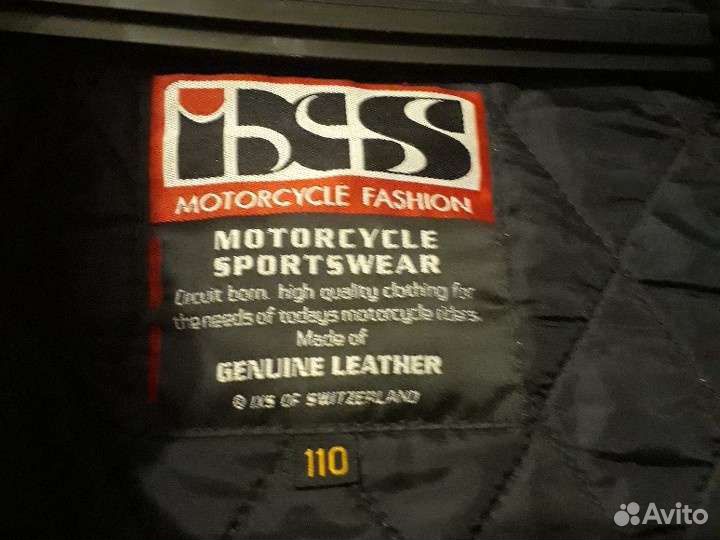 iXS
MOTORCYCLE FASHION
MOTORCYCLE
SPORTSWEAR
Circuit born. high quality clothing for
the needs of todays motorcycle riders.
Made of
GENUINE LEATHER
© IXS OF SWITZERLAND
110
Avito